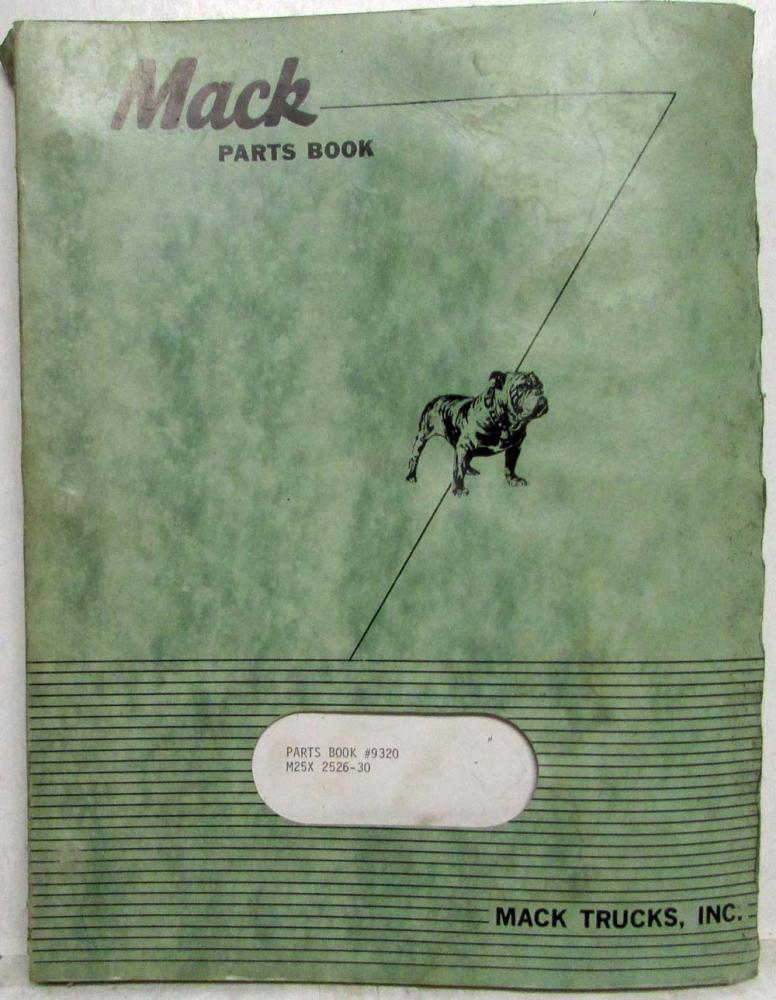 Mack
PARTS BOOK
PARTS BOOK #9320
M25X 2526-30
MACK TRUCKS, INC.